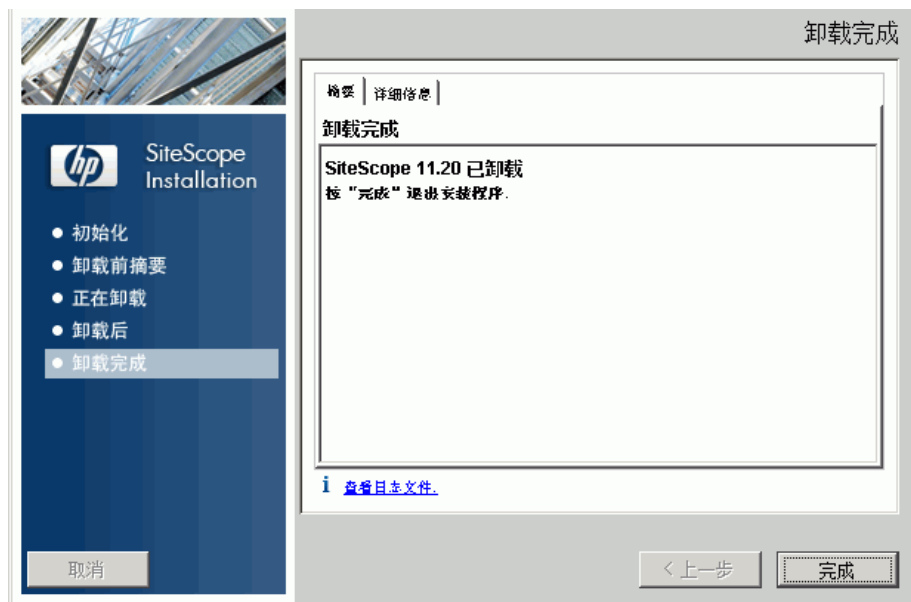 卸载完成
摘要
详细信息
卸载完成
SiteScope 11.20 已卸载
按“完成”退出安装程序.
hp
SiteScope
Installation
初始化
卸载前摘要
正在卸载
卸载后
卸载完成
i 查看日志文件.
取消
< 上一步
完成